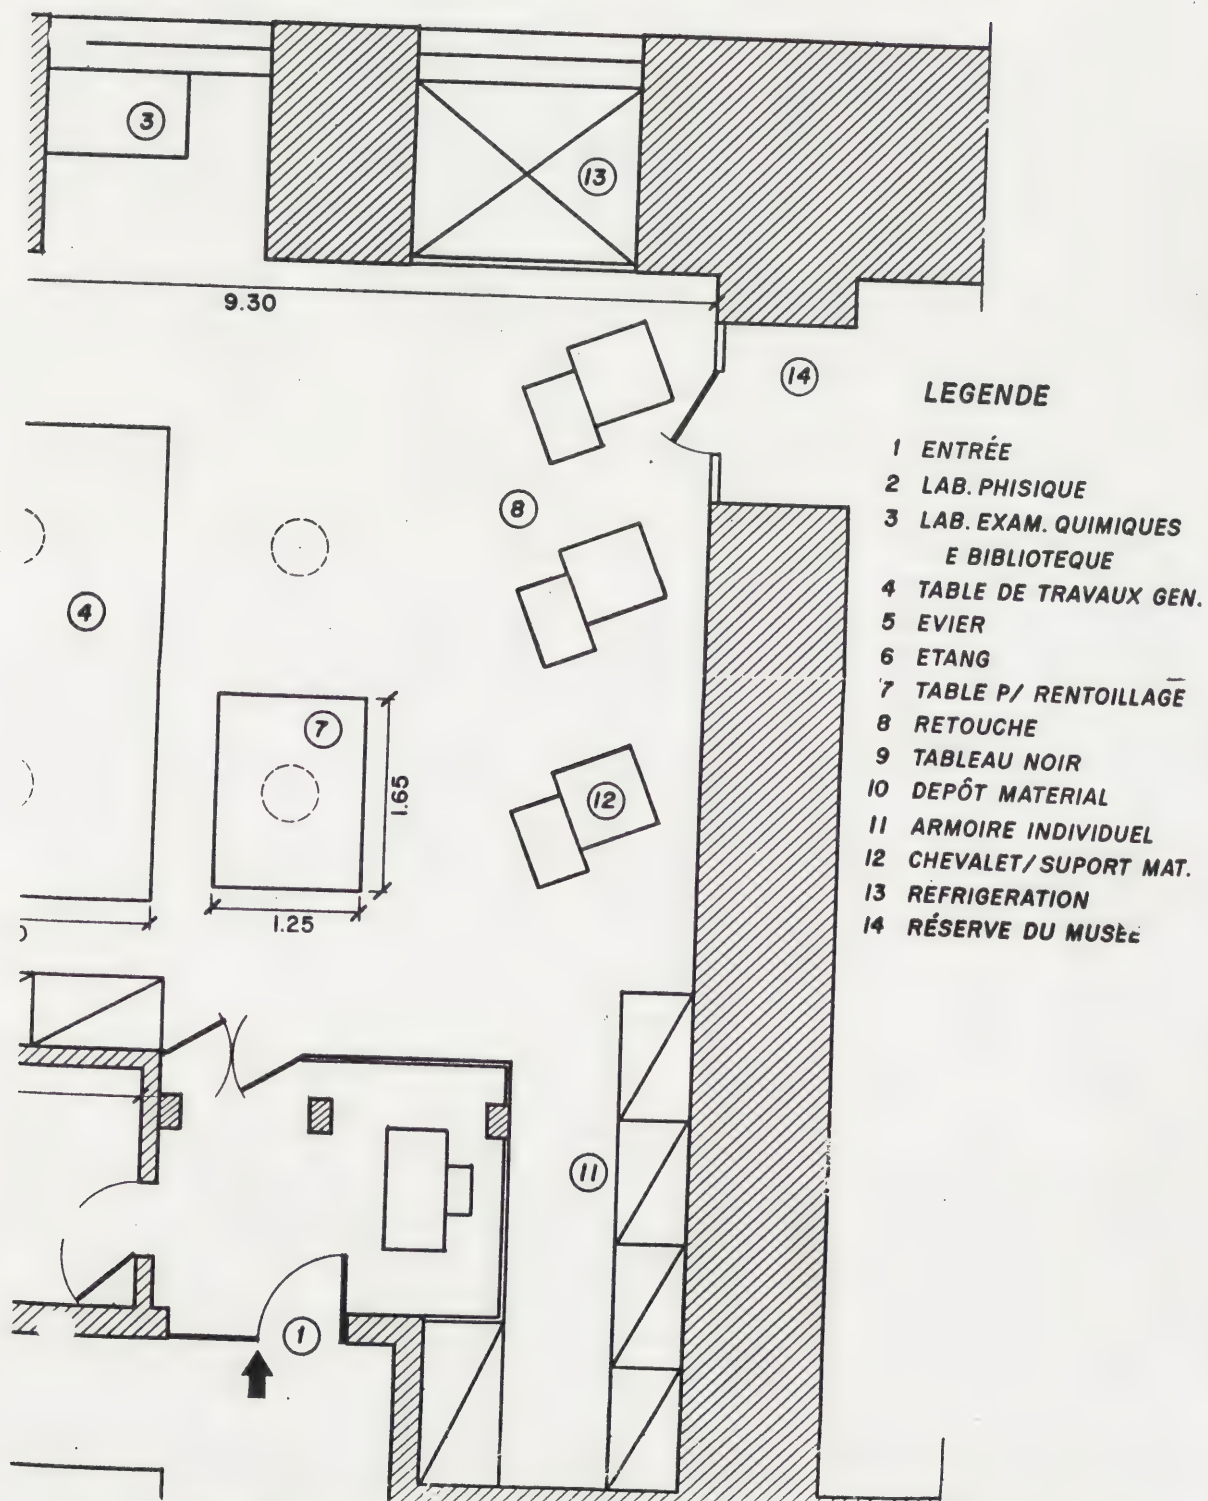 3
13
9.30
14
8
4
7
1.65
12
1.25
11
1
LEGENDE
1 ENTRÉE
2 LAB. PHISIQUE
3 LAB. EXAM. QUIMIQUES
E BIBLIOTEQUE
4 TABLE DE TRAVAUX GEN.
5 EVIER
6 ETANG
7 TABLE P/ RENTOILLAGE
8 RETOUCHE
9 TABLEAU NOIR
10 DEPÔT MATERIAL
11 ARMOIRE INDIVIDUEL
12 CHEVALET/SUPORT MAT.
13 REFRIGERATION
14 RÉSERVE DU MUSÈE